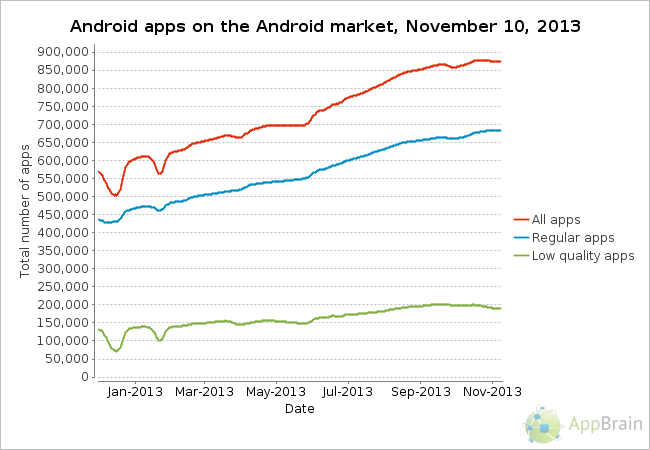 Android apps on the Android market, November 10, 2013
Total number of apps
900,000
850,000
800,000
750,000
700,000
650,000
600,000
550,000
500,000
450,000
400,000
350,000
300,000
250,000
200,000
150,000
100,000
50,000
0
Jan-2013 Mar-2013 May-2013 Jul-2013 Sep-2013 Nov-2013
Date
All apps
Regular apps
Low quality apps
AppBrain